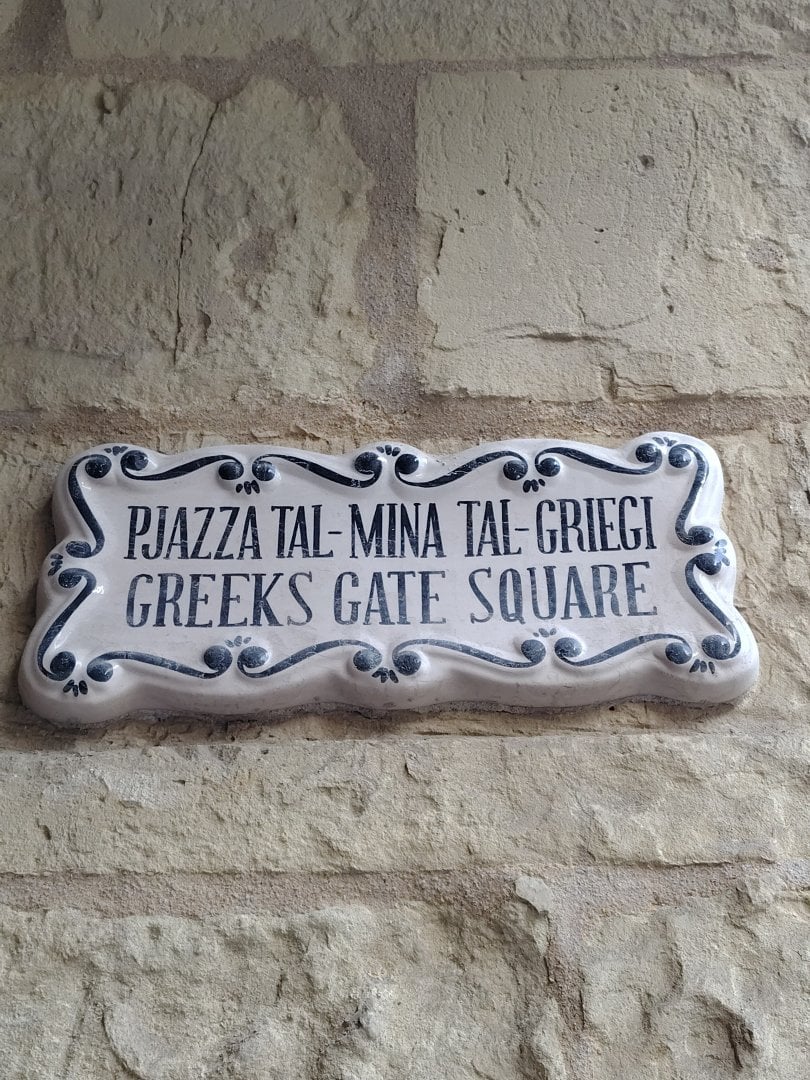 PJAZZA TAL-MINA TAL-GRIEGI
GREEKS GATE SQUARE